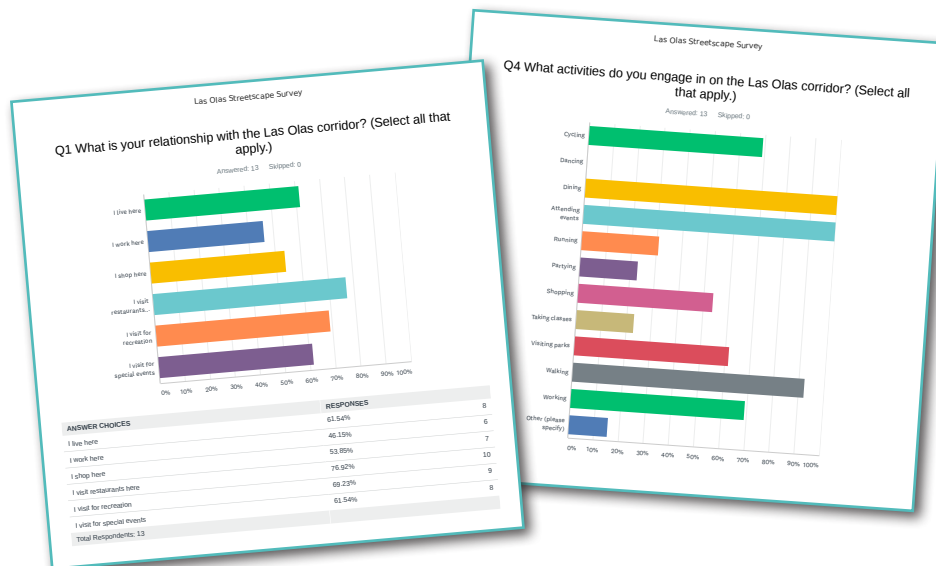 Las Olas Streetscape Survey
Q1 What is your relationship with the Las Olas corridor? (Select all that
apply.)
Answered: 13 Skipped: 0
I live here
I work here
I shop here
I visit
restaurants...
I visit for
recreation
I visit for
special events
0% 10% 20% 30% 40% 50% 60% 70% 80% 90% 100%
ANSWER CHOICES RESPONSES
I live here 61.54% 8
I work here 46.15% 6
I shop here 53.85% 7
I visit restaurants here 76.92% 10
I visit for recreation 69.23% 9
I visit for special events 61.54% 8
Total Respondents: 13
Las Olas Streetscape Survey
Q4 What activities do you engage in on the Las Olas corridor? (Select all
that apply.)
Answered: 13 Skipped: 0
Cycling
Dancing
Dining
Attending
events
Running
Partying
Shopping
Taking classes
Visiting parks
Walking
Working
Other (please
specify)
0% 10% 20% 30% 40% 50% 60% 70% 80% 90% 100%